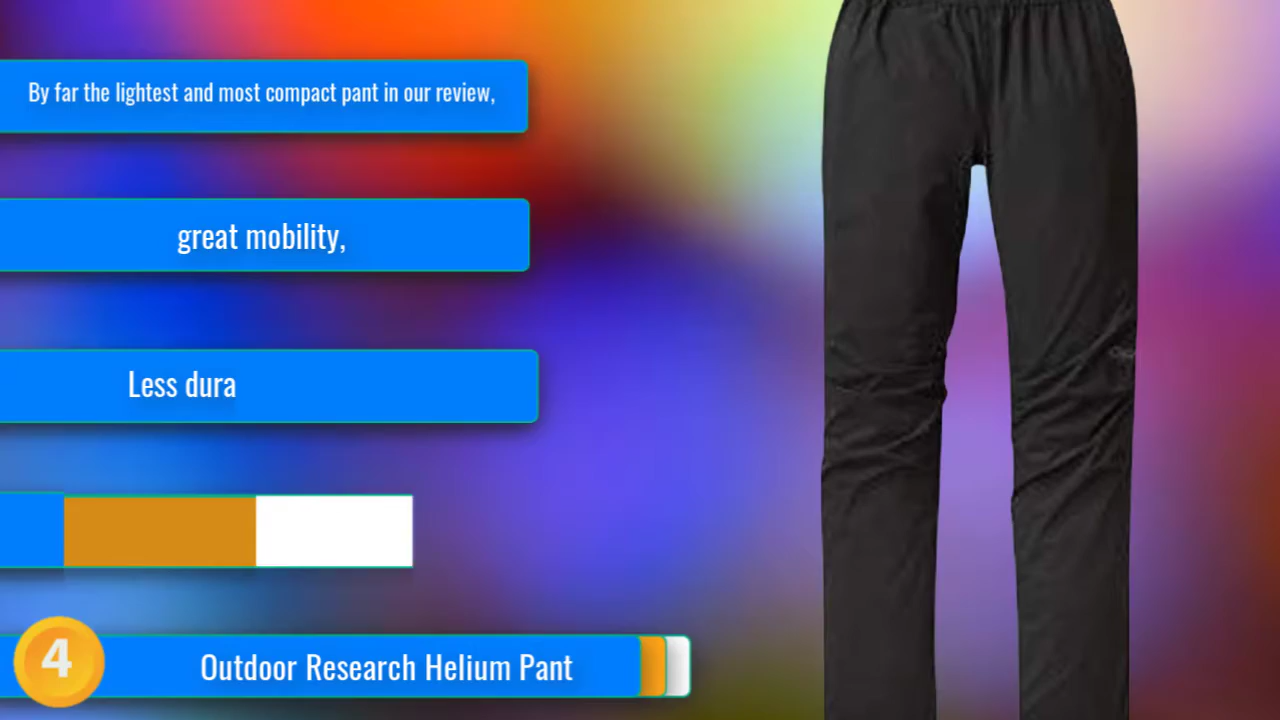 By far the lightest and most compact pant in our review,
great mobility,
Less dura
4
Outdoor Research Helium Pant